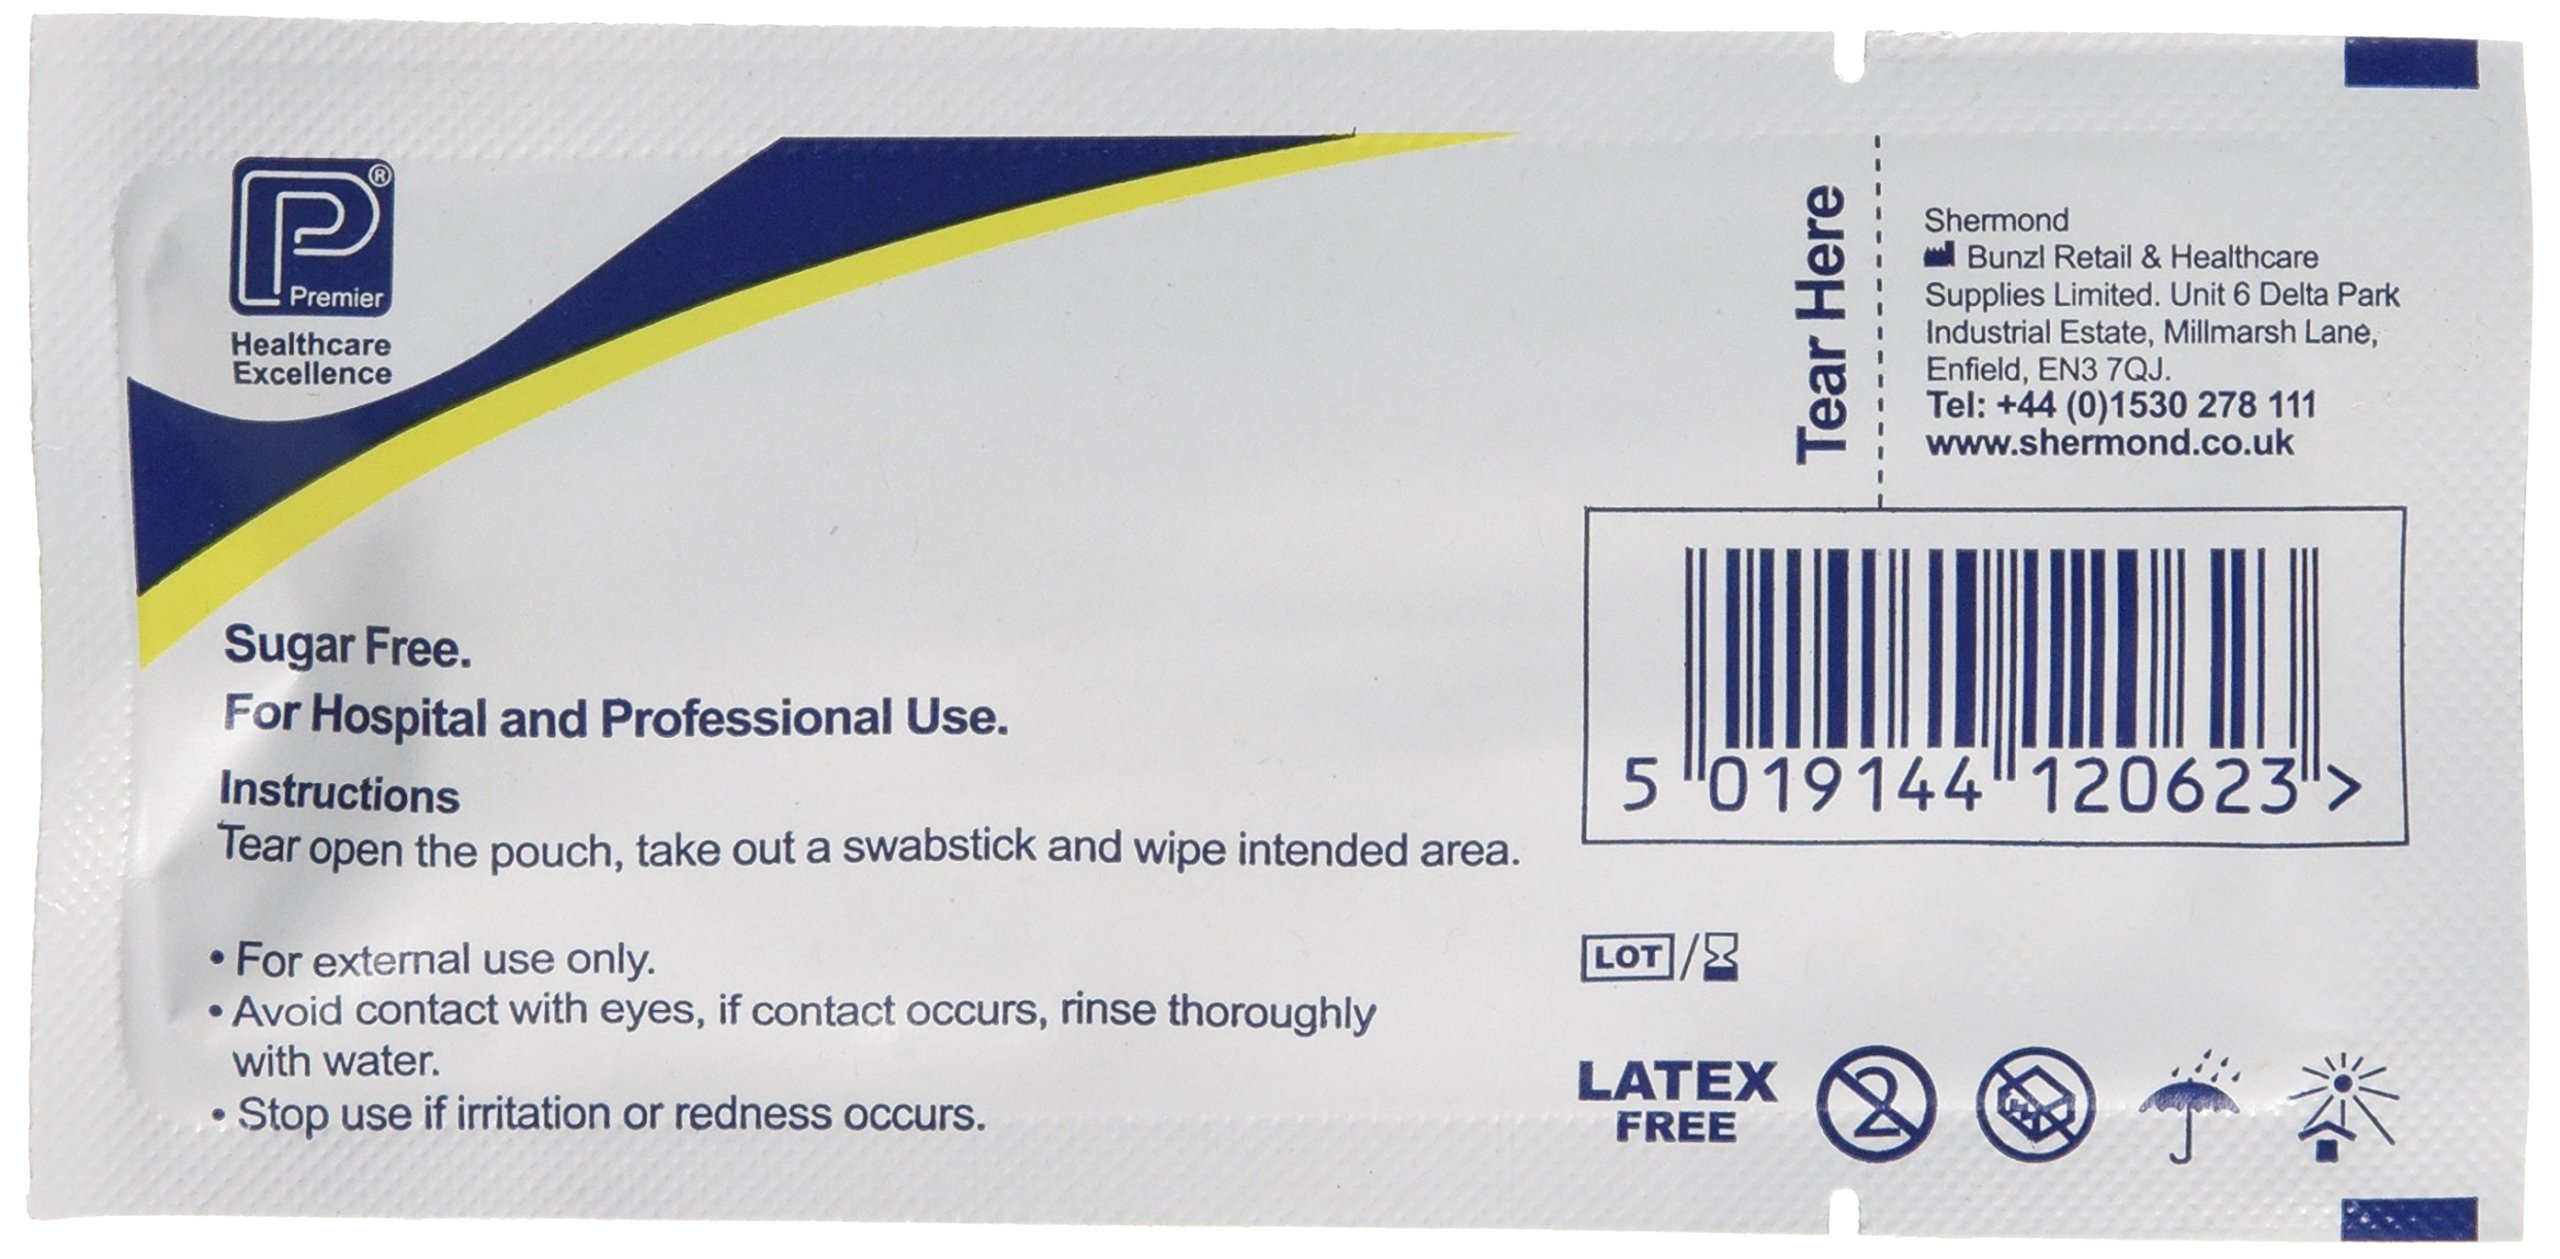 ®
Premier
Healthcare
Excellence
Sugar Free.
For Hospital and Professional Use.
Instructions
Tear open the pouch, take out a swabstick and wipe intended area.
• For external use only.
• Avoid contact with eyes, if contact occurs, rinse thoroughly
with water.
• Stop use if irritation or redness occurs.
Tear Here
Shermond
Bunzl Retail & Healthcare
Supplies Limited. Unit 6 Delta Park
Industrial Estate, Millmarsh Lane,
Enfield, EN3 7QJ.
Tel: +44 (0)1530 278 111
www.shermond.co.uk
5 019144 120623 >
LOT /
LATEX
FREE
2